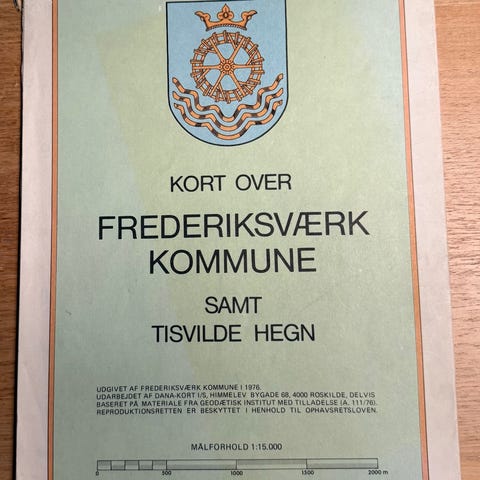 KORT OVER
FREDERIKSVÆRK
KOMMUNE
SAMT
TISVILDE HEGN
UDGIVET AF FREDERIKSVÆRK KOMMUNE I 1976.
UDARBEJDET AF DANA-KORT I/S, HIMMELEV BYGADE 68, 4000 ROSKILDE, DELVIS
BASERET PÅ MATERIALE FRA GEODÆTISK INSTITUT MED TILLADELSE (A. 111/76).
REPRODUKTIONSRETTEN ER BESKYTTET I HENHOLD TIL OPHAVSRETSLOVEN.
MÅLFORHOLD 1:15.000
0 500 1000 1500 2000 m